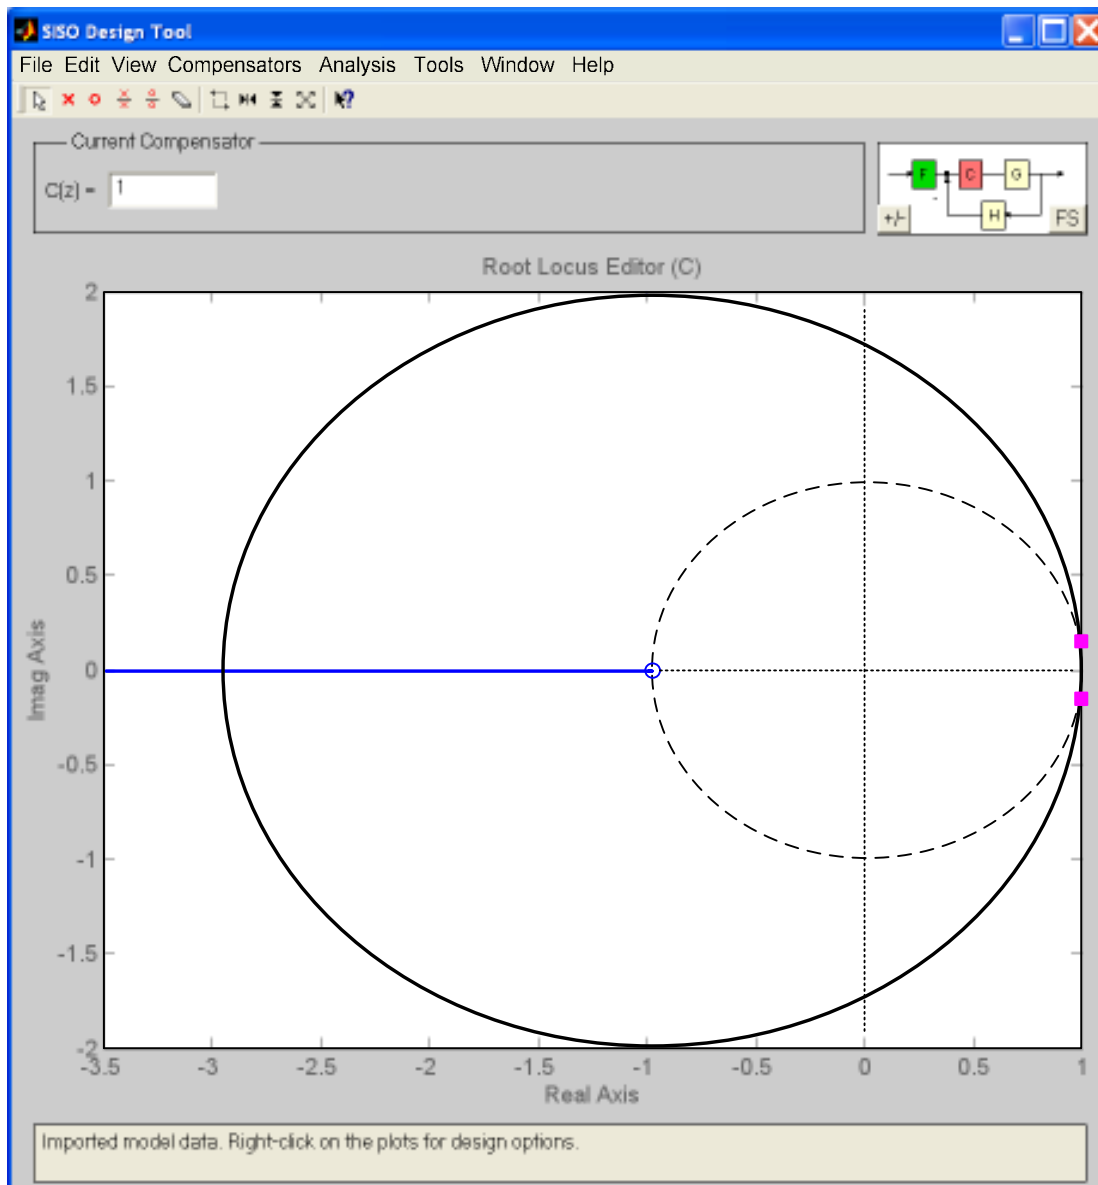 SISO Design Tool
File Edit View Compensators Analysis Tools Window Help
Current Compensator
C(z) = 1
F C G
H
+/- FS
Root Locus Editor (C)
2
1.5
1
0.5
0
-0.5
-1
-1.5
-2
Imag Axis
-3.5 -3 -2.5 -2 -1.5 -1 -0.5 0 0.5 1
Real Axis
Imported model data. Right-click on the plots for design options.